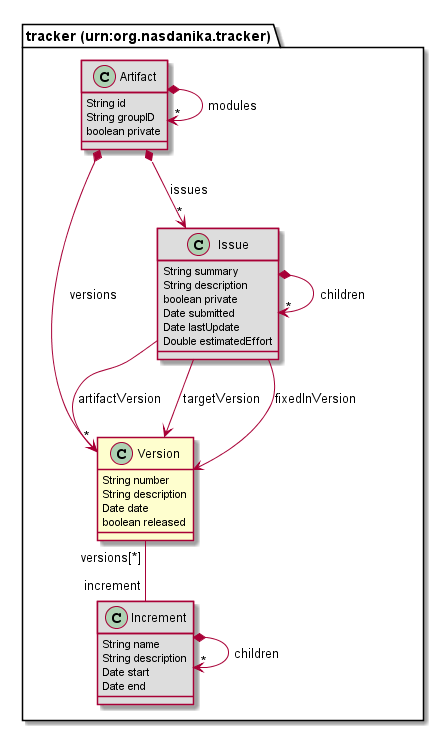 tracker (urn:org.nasdanika.tracker)
C Artifact
String id
String groupID
boolean private
modules
*
issues
*
C Issue
String summary
String description
boolean private
Date submitted
Date lastUpdate
Double estimatedEffort
children
*
versions
artifactVersion
targetVersion
fixedInVersion
*
C Version
String number
String description
Date date
boolean released
versions[*]
increment
C Increment
String name
String description
Date start
Date end
children
*